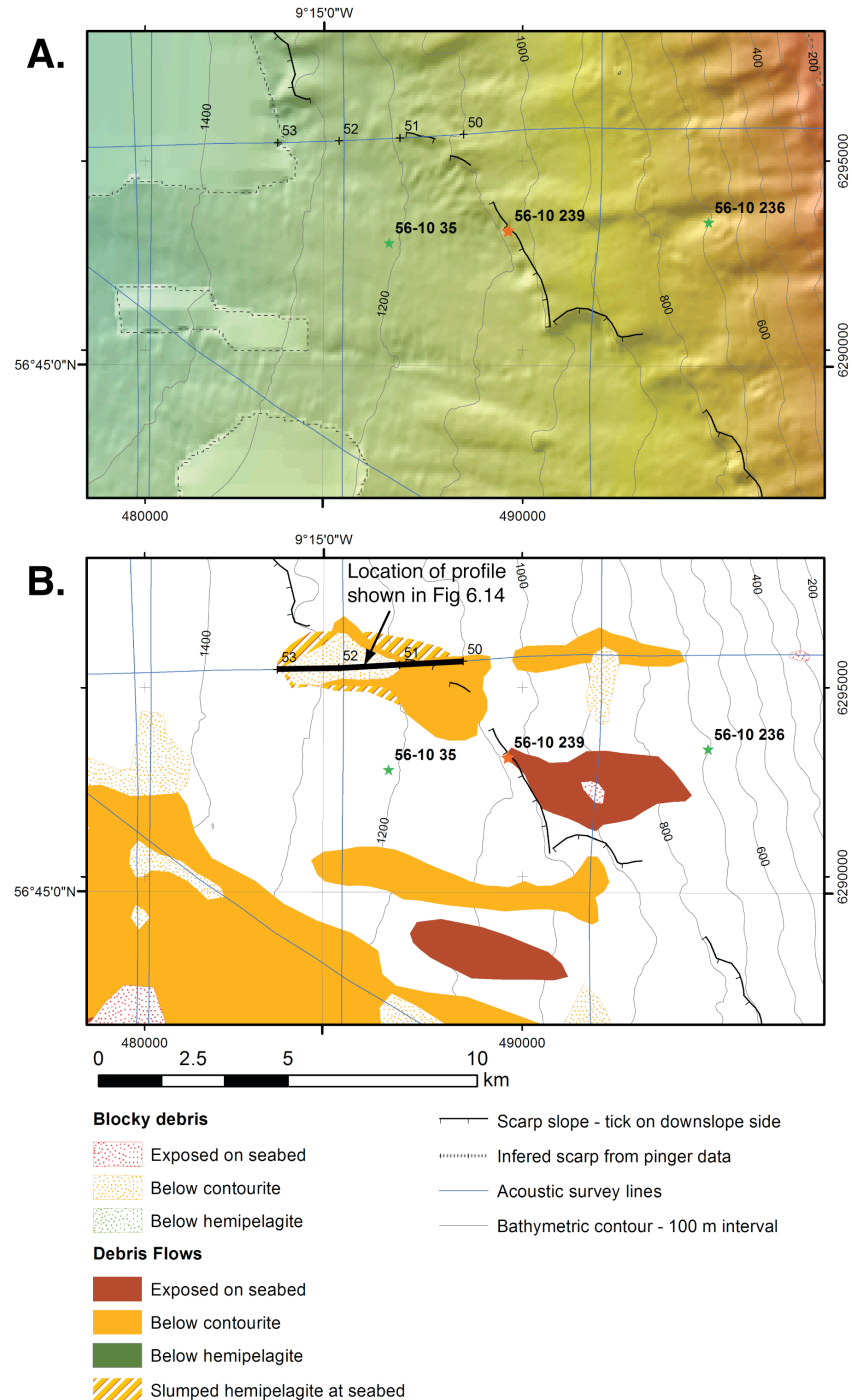 A.
9°15'0"W
1000
400
200
1400
53
52
51
50
6295000
56-10 35
56-10 239
56-10 236
1200
800
600
56°45'0"N
6290000
480000
490000
9°15'0"W
B.
Location of profile
shown in Fig 6.14
1000
400
200
1400
53
52
51
50
6295000
56-10 35
56-10 239
56-10 236
1200
800
600
56°45'0"N
6290000
480000
490000
0 2.5 5 10
km
Blocky debris
Exposed on seabed
Below contourite
Below hemipelagite
Debris Flows
Exposed on seabed
Below contourite
Below hemipelagite
Slumped hemipelagite at seabed
Scarp slope - tick on downslope side
Infered scarp from pinger data
Acoustic survey lines
Bathymetric contour - 100 m interval